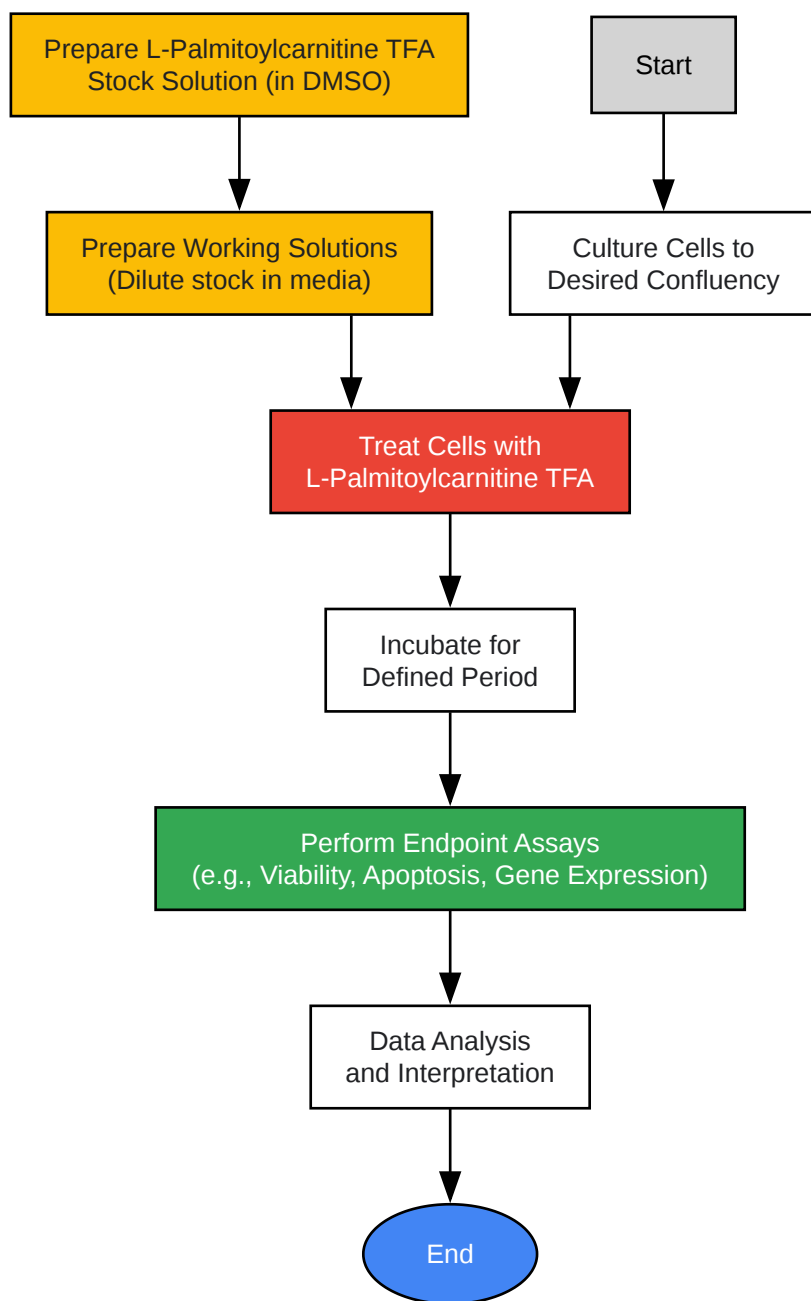 Prepare L-Palmitoylcarnitine TFA
Stock Solution (in DMSO)
Start
Prepare Working Solutions
(Dilute stock in media)
Culture Cells to
Desired Confluency
Treat Cells with
L-Palmitoylcarnitine TFA
Incubate for
Defined Period
Perform Endpoint Assays
(e.g., Viability, Apoptosis, Gene Expression)
Data Analysis
and Interpretation
End